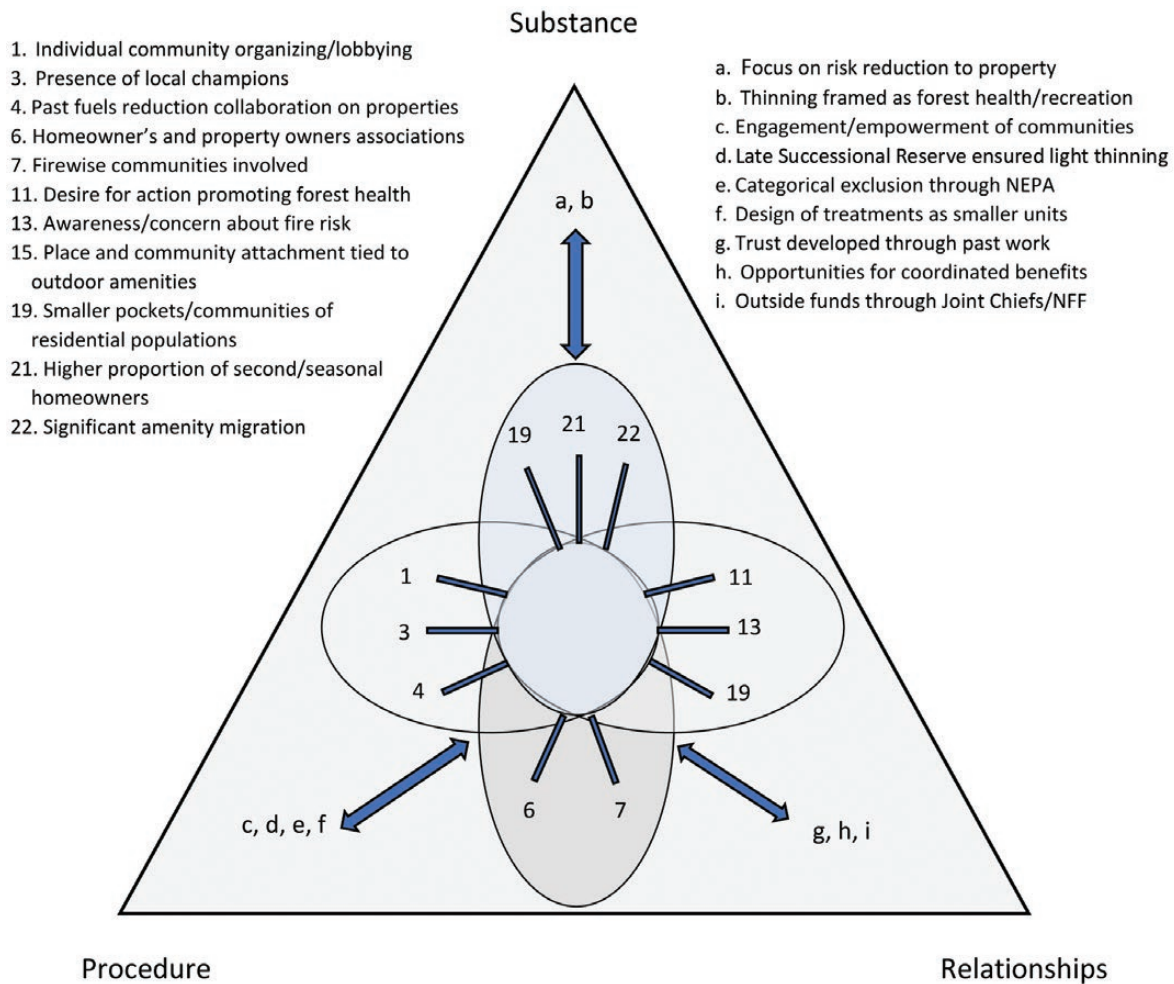 Substance
1. Individual community organizing/lobbying
3. Presence of local champions
4. Past fuels reduction collaboration on properties
6. Homeowner's and property owners associations
7. Firewise communities involved
11. Desire for action promoting forest health
13. Awareness/concern about fire risk
15. Place and community attachment tied to
outdoor amenities
19. Smaller pockets/communities of
residential populations
21. Higher proportion of second/seasonal
homeowners
22. Significant amenity migration
a. Focus on risk reduction to property
b. Thinning framed as forest health/recreation
c. Engagement/empowerment of communities
d. Late Successional Reserve ensured light thinning
e. Categorical exclusion through NEPA
f. Design of treatments as smaller units
g. Trust developed through past work
h. Opportunities for coordinated benefits
i. Outside funds through Joint Chiefs/NFF
a, b
19 21 22
1 11
3 13
4 19
6 7
c, d, e, f g, h, i
Procedure Relationships